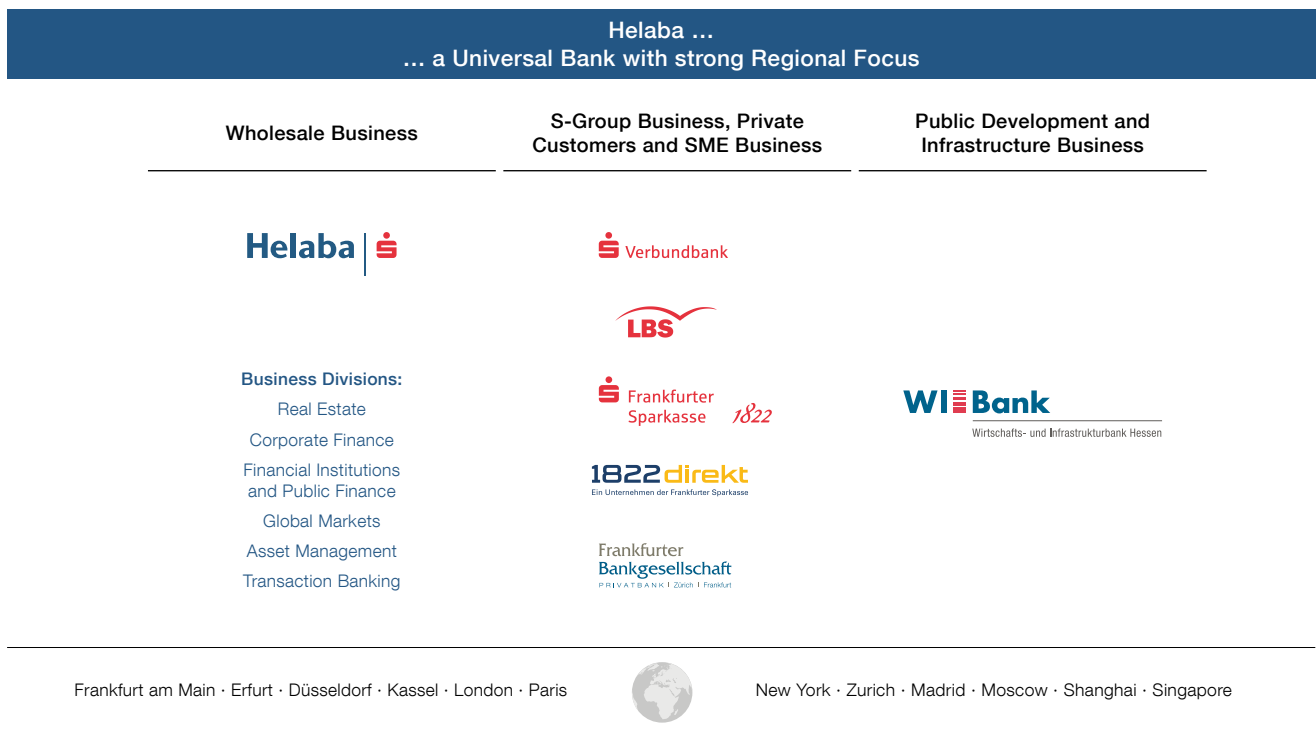 Helaba ...
... a Universal Bank with strong Regional Focus
Wholesale Business
S-Group Business, Private
Customers and SME Business
Public Development and
Infrastructure Business
Helaba
Verbundbank
LBS
Business Divisions:
Real Estate
Corporate Finance
Financial Institutions
and Public Finance
Global Markets
Asset Management
Transaction Banking
Frankfurter
Sparkasse 1822
1822direkt
Ein Unternehmen der Frankfurter Sparkasse
Frankfurter
Bankgesellschaft
PRIVATBANK | Zürich | Frankfurt
WIBank
Wirtschafts- und Infrastrukturbank Hessen
Frankfurt am Main · Erfurt · Düsseldorf · Kassel · London · Paris
New York · Zurich · Madrid · Moscow · Shanghai · Singapore